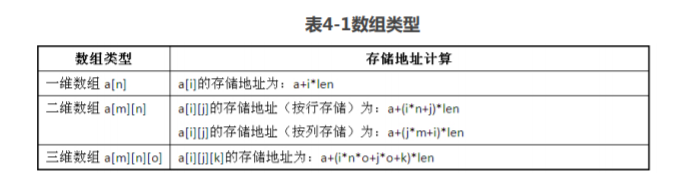 表4-1数组类型
数组类型 存储地址计算
一维数组 a[n] a[i]的存储地址为：a+i*len
二维数组 a[m][n] a[i][j]的存储地址（按行存储）为：a+(i*n+j)*len
a[i][j]的存储地址（按列存储）为：a+(j*m+i)*len
三维数组 a[m][n][o] a[i][j][k]的存储地址为：a+(i*n*o+j*o+k)*len